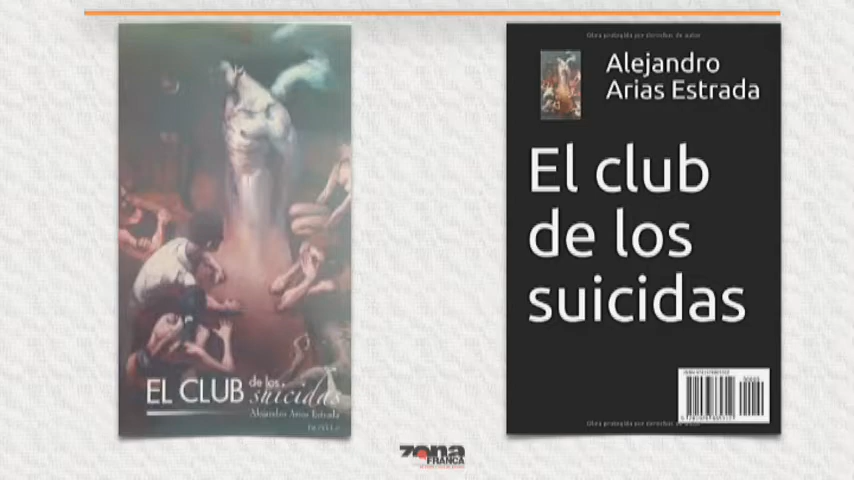 EL CLUB de los suicidas
Alejandro Arias Estrada
Obra protegida por derechos de autor
Alejandro
Arias Estrada
El club
de los
suicidas
Obra protegida por derechos de autor
zona
FRANCA